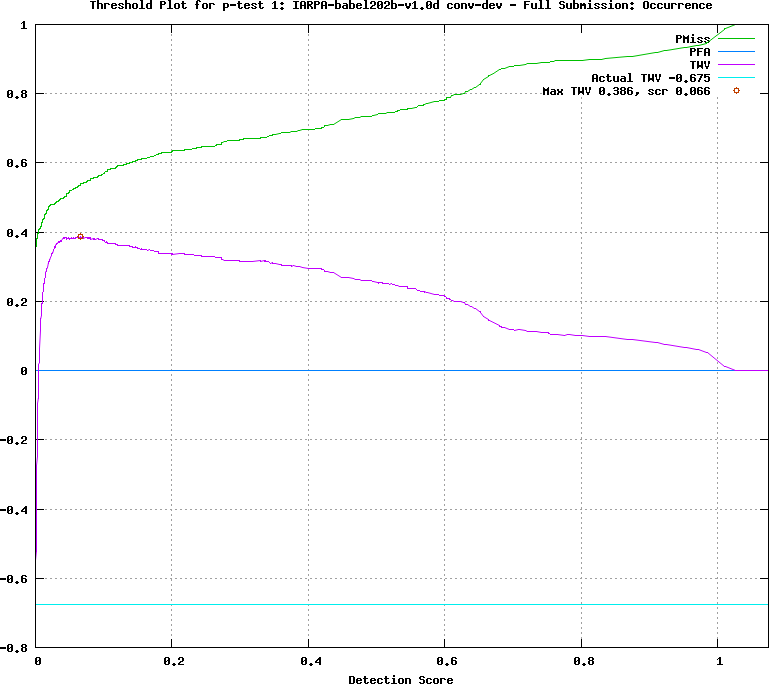 Threshold Plot for p-test 1: IARPA-babel202b-v1.0d conv-dev - Full Submission: Occurrence
1
PMiss
PFA
TWV
Actual TWV -0.675
Max TWV 0.386, scr 0.066
0.8
0.6
0.4
0.2
0
-0.2
-0.4
-0.6
-0.8
0 0.2 0.4 0.6 0.8 1
Detection Score